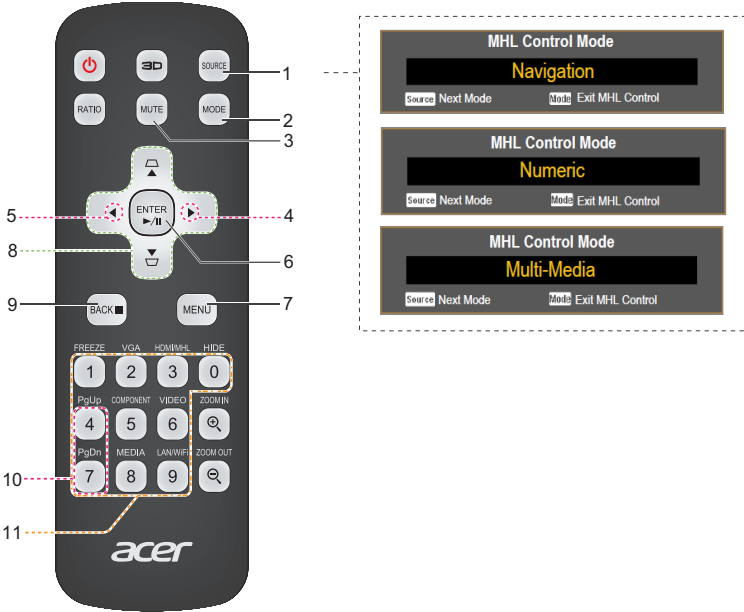 3D
SOURCE
RATIO
MUTE
MODE
1
2
3
ENTER
5
4
8
6
9
BACK
MENU
7
FREEZE VGA HDMI/MHL HIDE
1 2 3 0
PgUp COMPONENT VIDEO ZOOM IN
4 5 6
PgDn MEDIA LAN/WiFi ZOOM OUT
7 8 9
10
11
acer
MHL Control Mode
Navigation
Source Next Mode Mode Exit MHL Control
MHL Control Mode
Numeric
Source Next Mode Mode Exit MHL Control
MHL Control Mode
Multi-Media
Source Next Mode Mode Exit MHL Control